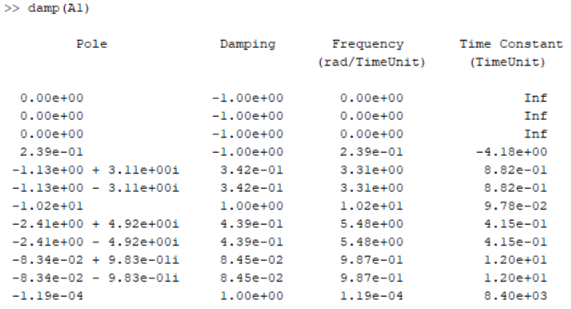 >> damp(A1)
Pole Damping Frequency Time Constant
(rad/TimeUnit) (TimeUnit)
0.00e+00 -1.00e+00 0.00e+00 Inf
0.00e+00 -1.00e+00 0.00e+00 Inf
0.00e+00 -1.00e+00 0.00e+00 Inf
2.39e-01 -1.00e+00 2.39e-01 -4.18e+00
-1.13e+00 + 3.11e+00i 3.42e-01 3.31e+00 8.82e-01
-1.13e+00 - 3.11e+00i 3.42e-01 3.31e+00 8.82e-01
-1.02e+01 1.00e+00 1.02e+01 9.78e-02
-2.41e+00 + 4.92e+00i 4.39e-01 5.48e+00 4.15e-01
-2.41e+00 - 4.92e+00i 4.39e-01 5.48e+00 4.15e-01
-8.34e-02 + 9.83e-01i 8.45e-02 9.87e-01 1.20e+01
-8.34e-02 - 9.83e-01i 8.45e-02 9.87e-01 1.20e+01
-1.19e-04 1.00e+00 1.19e-04 8.40e+03